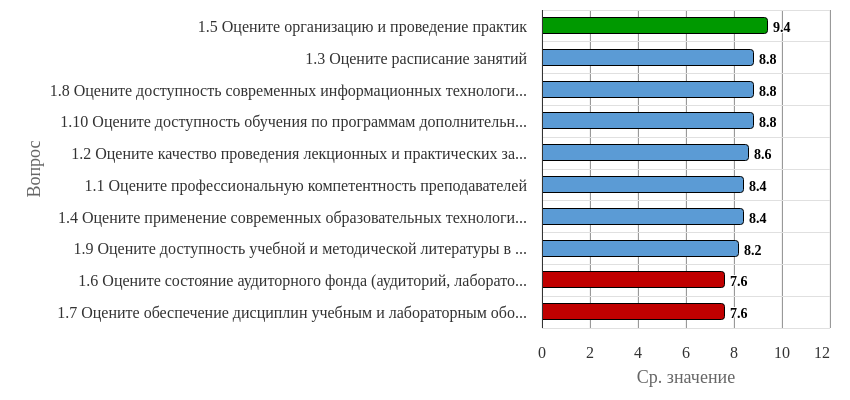 1.5 Оцените организацию и проведение практик 9.4
1.3 Оцените расписание занятий 8.8
1.8 Оцените доступность современных информационных технологи... 8.8
1.10 Оцените доступность обучения по программам дополнительн... 8.8
1.2 Оцените качество проведения лекционных и практических за... 8.6
1.1 Оцените профессиональную компетентность преподавателей 8.4
1.4 Оцените применение современных образовательных технологи... 8.4
1.9 Оцените доступность учебной и методической литературы в ... 8.2
1.6 Оцените состояние аудиторного фонда (аудиторий, лаборато... 7.6
1.7 Оцените обеспечение дисциплин учебным и лабораторным обо... 7.6
Вопрос
0 2 4 6 8 10 12
Ср. значение